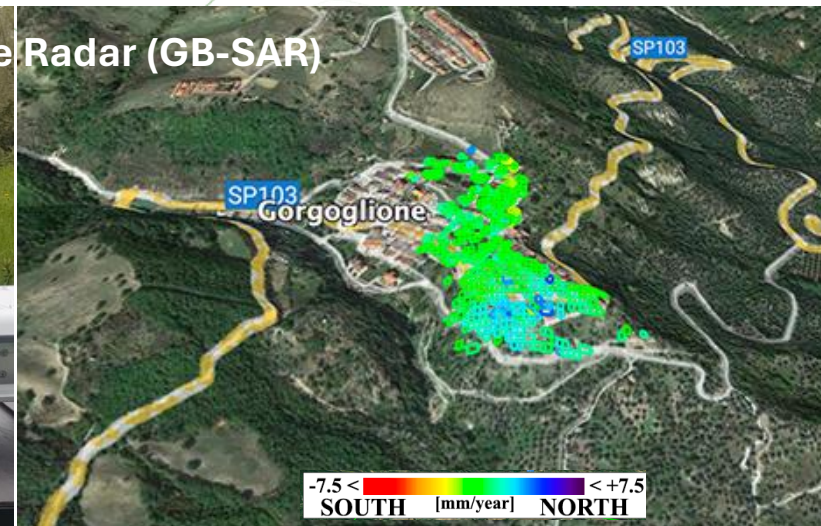 e Radar (GB-SAR)
SP103
SP103
Gorgoglione
-7.5 < < +7.5
SOUTH [mm/year] NORTH